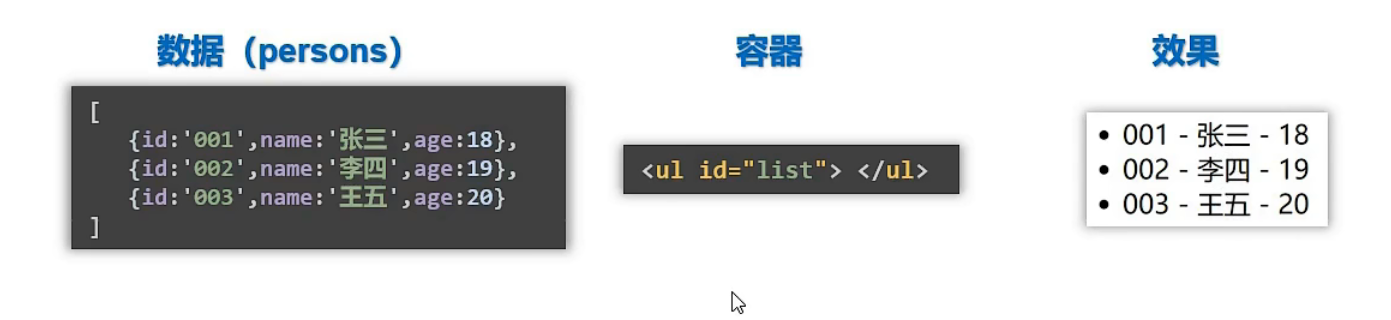 数据（persons）
[
{id:'001',name:'张三',age:18},
{id:'002',name:'李四',age:19},
{id:'003',name:'王五',age:20}
]
容器
<ul id="list"> </ul>
效果
• 001 - 张三 - 18
• 002 - 李四 - 19
• 003 - 王五 - 20